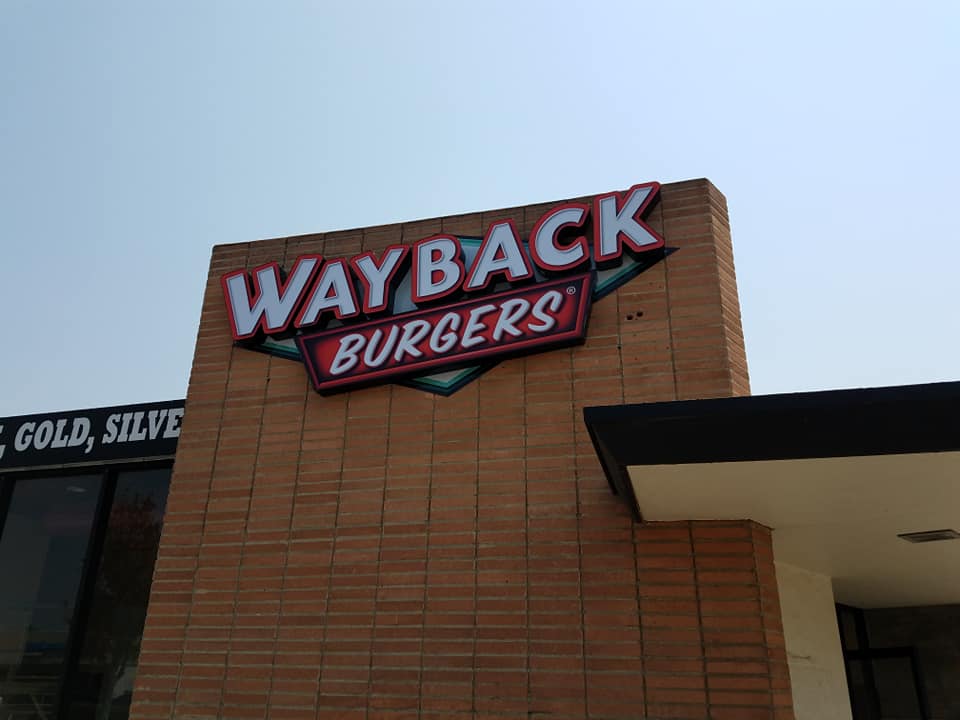 WAYBACK
BURGERS®
, GOLD, SILVE